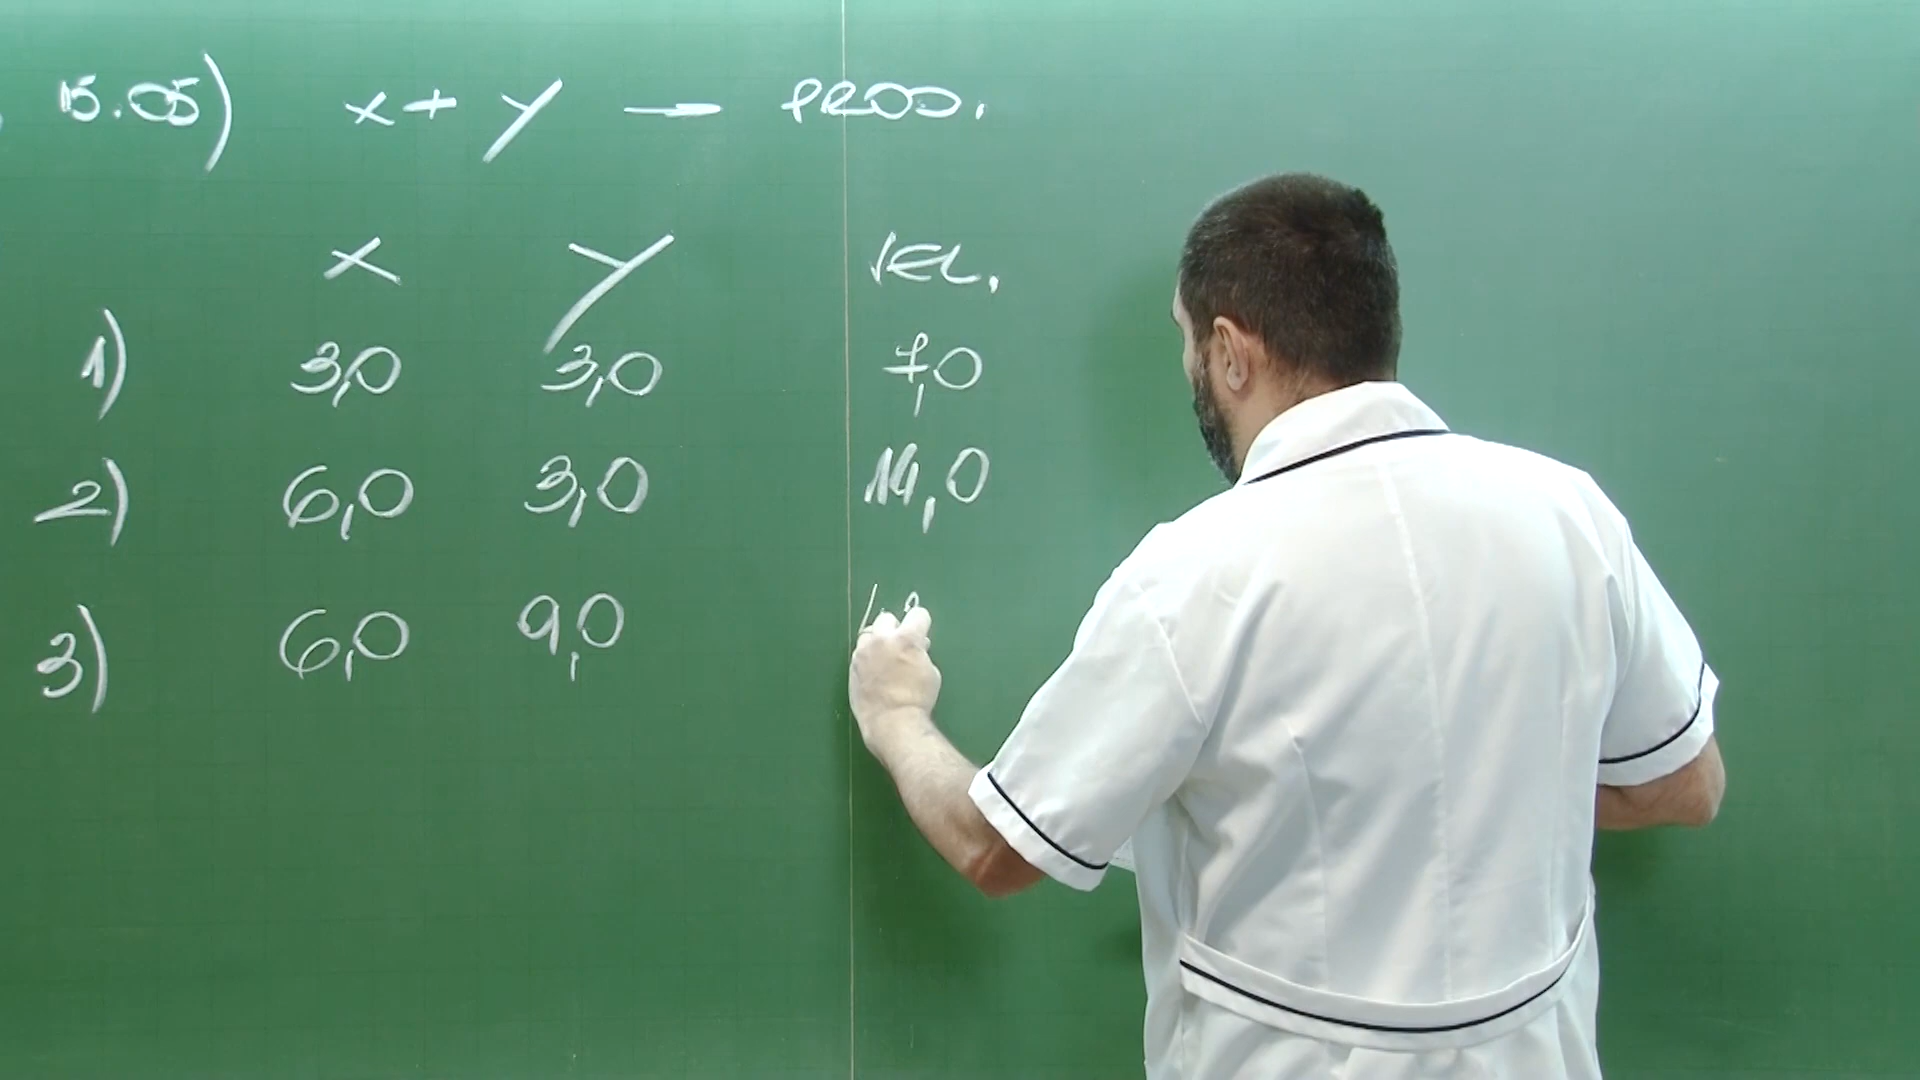 15.05) x + y — PROD.
x y VEL.
1) 3,0 3,0 7,0
2) 6,0 3,0 14,0
3) 6,0 9,0